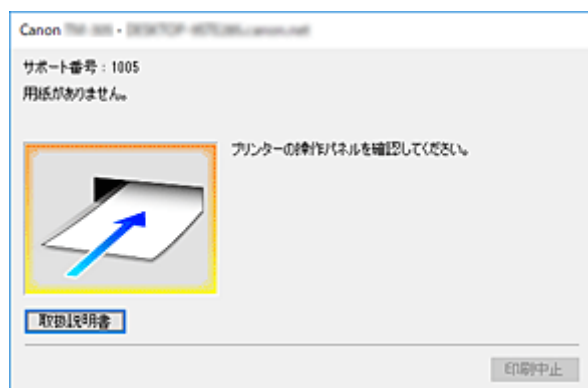 Canon
サポート番号：1005
用紙がありません。
プリンターの操作パネルを確認してください。
取扱説明書
印刷中止